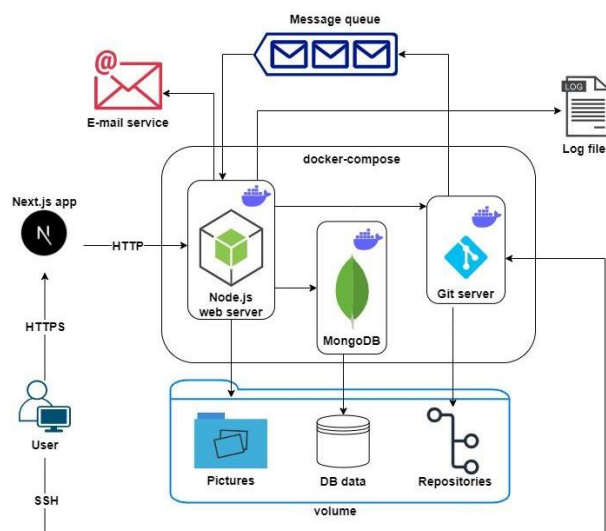 Message queue
@
E-mail service
LOG
Log file
docker-compose
Next.js app
N
HTTP
Node.js
web server
MongoDB
Git server
HTTPS
User
SSH
Pictures
DB data
Repositories
volume